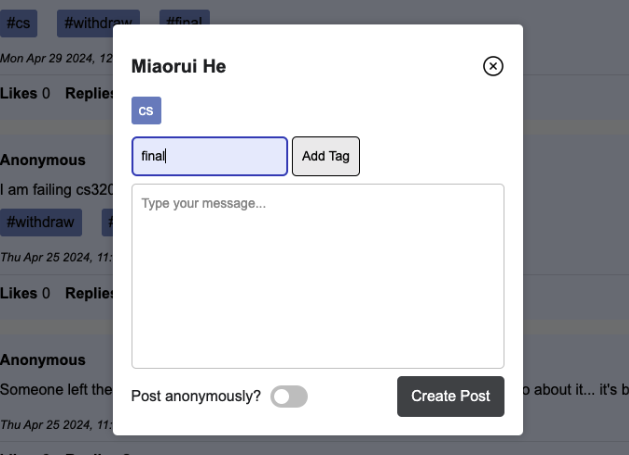 #cs #withdraw #final
Mon Apr 29 2024, 12
Likes 0 Replies
Anonymous
I am failing cs320
#withdraw #
Thu Apr 25 2024, 11:
Likes 0 Replies
Anonymous
Someone left the o about it... it's b
Thu Apr 25 2024, 11:
Miaorui He
cs
final
Add Tag
Type your message...
Post anonymously?
Create Post